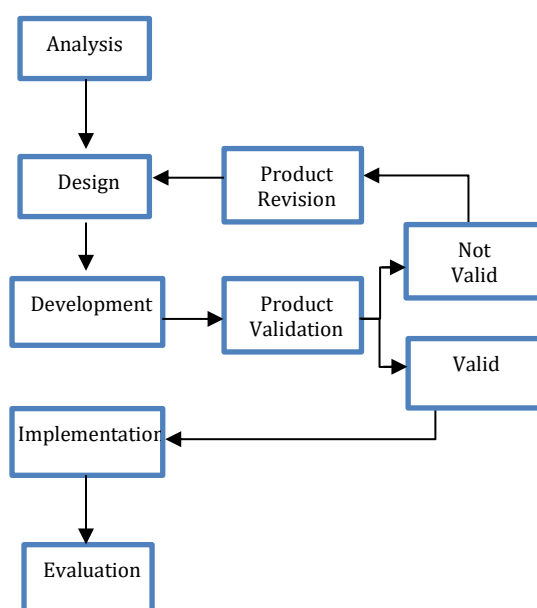 Analysis
Design
Product
Revision
Not
Valid
Development
Product
Validation
Valid
Implementation
Evaluation